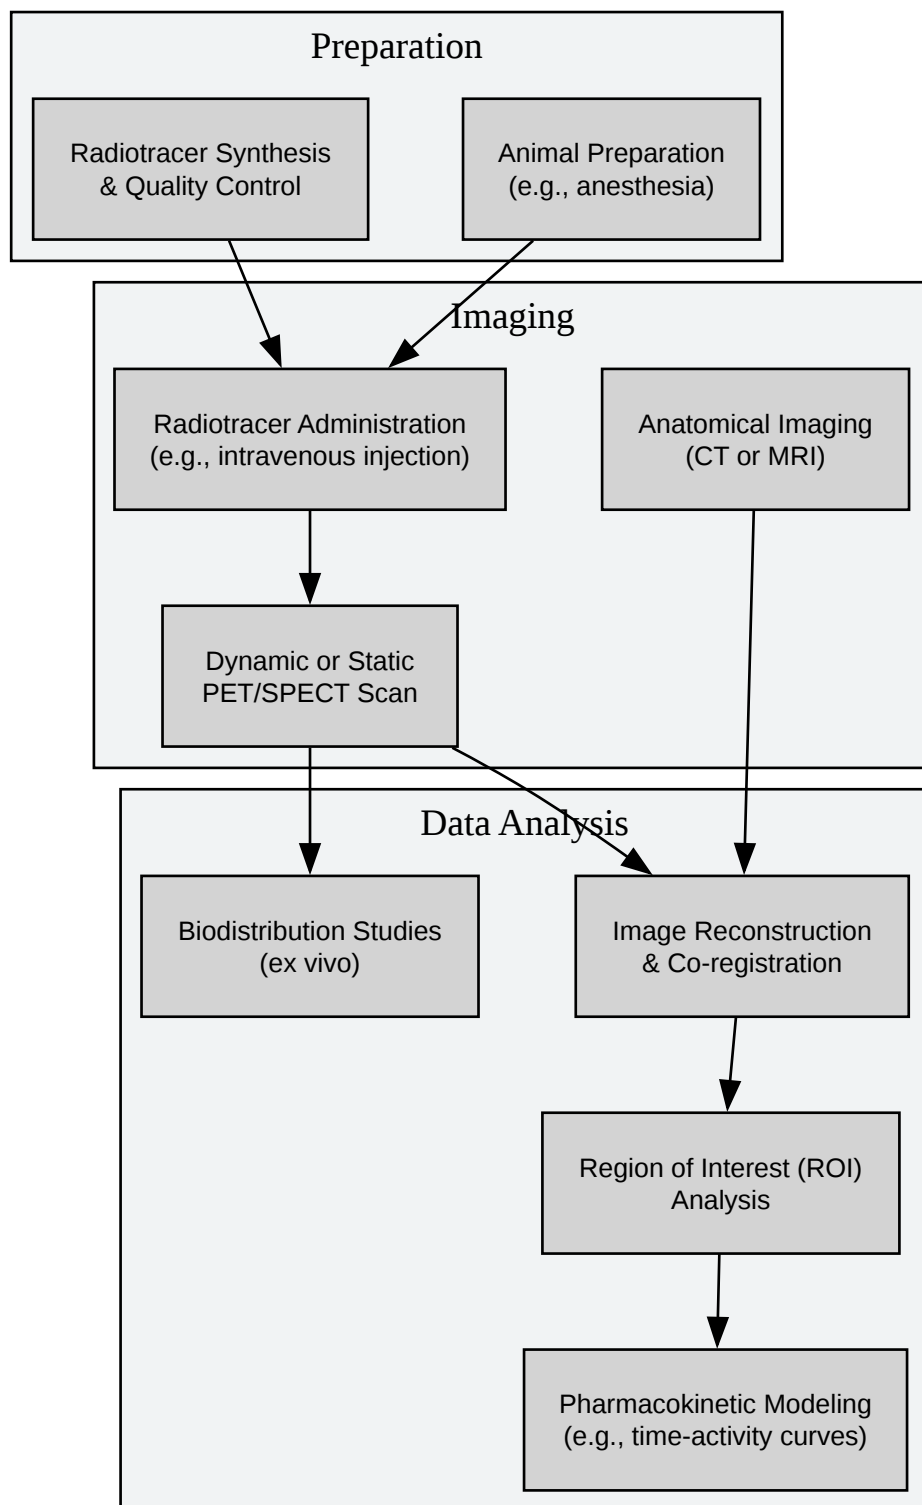 Preparation
Radiotracer Synthesis
& Quality Control
Animal Preparation
(e.g., anesthesia)
Imaging
Radiotracer Administration
(e.g., intravenous injection)
Anatomical Imaging
(CT or MRI)
Dynamic or Static
PET/SPECT Scan
Data Analysis
Biodistribution Studies
(ex vivo)
Image Reconstruction
& Co-registration
Region of Interest (ROI)
Analysis
Pharmacokinetic Modeling
(e.g., time-activity curves)